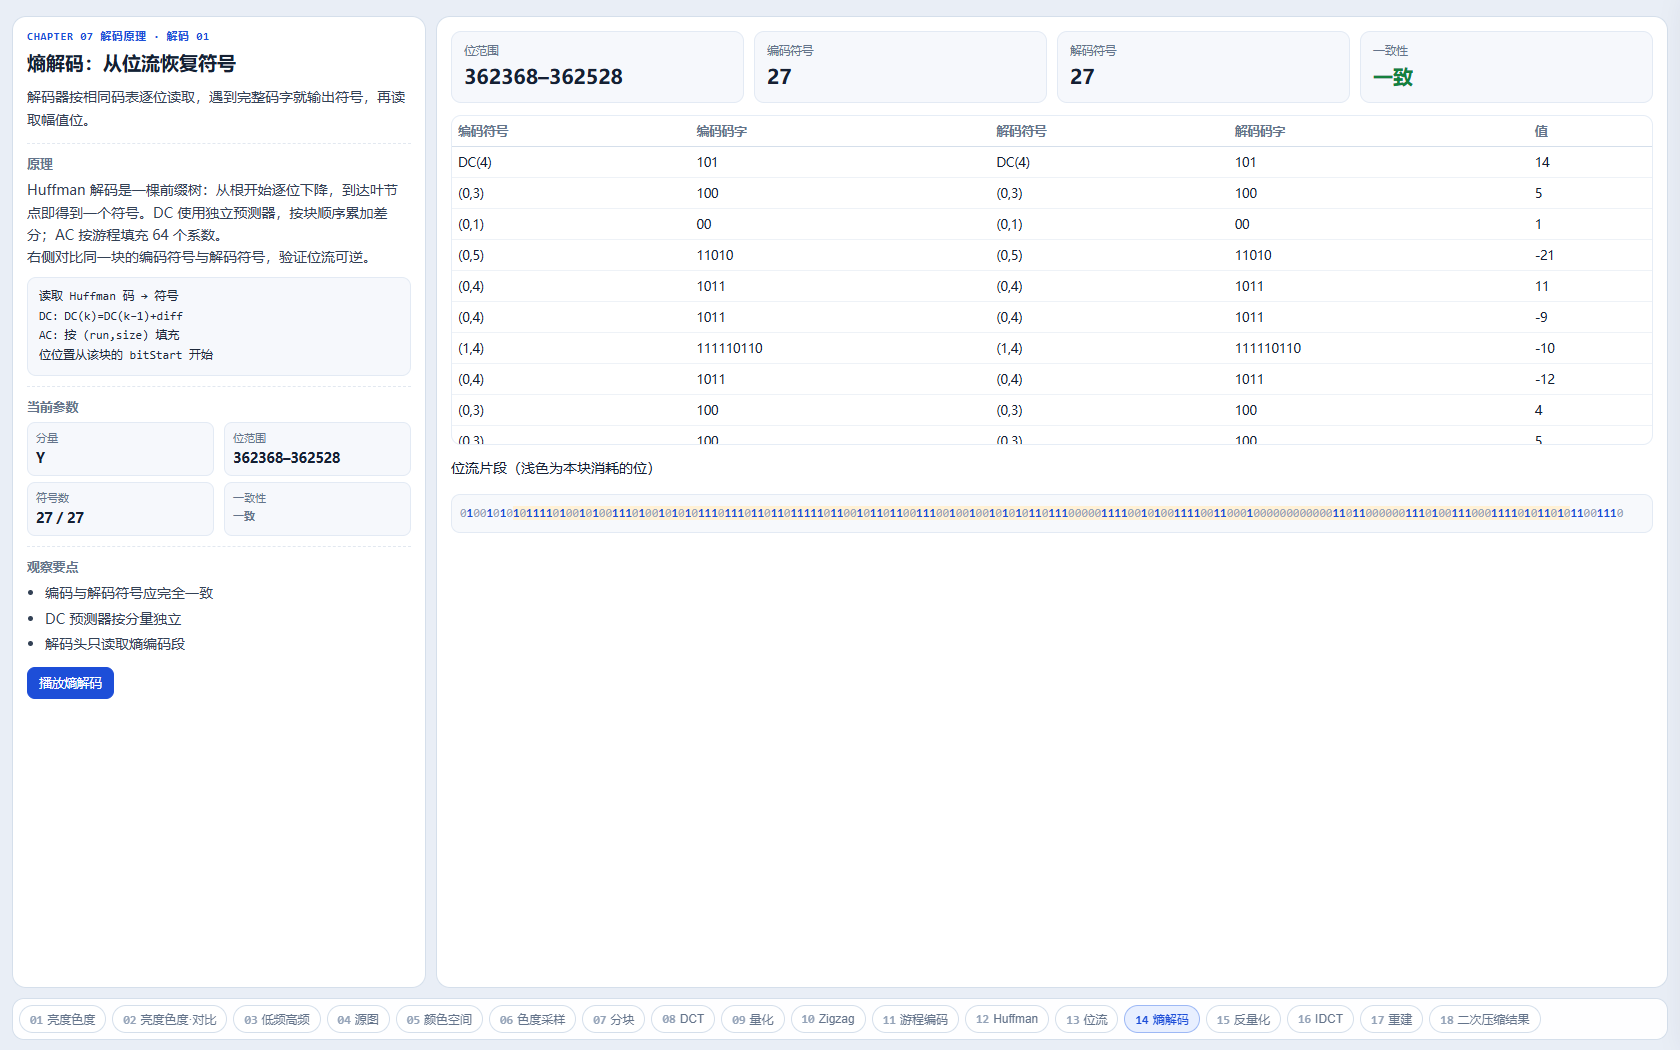 CHAPTER 07 解码原理 · 解码 01
熵解码：从位流恢复符号
解码器按相同码表逐位读取，遇到完整码字就输出符号，再读
取幅值位。
原理
Huffman 解码是一棵前缀树：从根开始逐位下降，到达叶节
点即得到一个符号。DC 使用独立预测器，按块顺序累加差
分；AC 按游程填充 64 个系数。
右侧对比同一块的编码符号与解码符号，验证位流可逆。
读取 Huffman 码 → 符号
DC: DC(k)=DC(k-1)+diff
AC: 按 (run,size) 填充
位位置从该块的 bitStart 开始
当前参数
分量
Y
位范围
362368–362528
符号数
27 / 27
一致性
一致
观察要点
• 编码与解码符号应完全一致
• DC 预测器按分量独立
• 解码头只读取熵编码段
播放熵解码
位范围
362368–362528
编码符号
27
解码符号
27
一致性
一致
编码符号 编码码字 解码符号 解码码字 值
DC(4) 101 DC(4) 101 14
(0,3) 100 (0,3) 100 5
(0,1) 00 (0,1) 00 1
(0,5) 11010 (0,5) 11010 -21
(0,4) 1011 (0,4) 1011 11
(0,4) 1011 (0,4) 1011 -9
(1,4) 111110110 (1,4) 111110110 -10
(0,4) 1011 (0,4) 1011 -12
(0,3) 100 (0,3) 100 4
(0,3) 100 (0,3) 100 5
位流片段（浅色为本块消耗的位）
01 亮度色度
02 亮度色度·对比
03 低频高频
04 源图
05 颜色空间
06 色度采样
07 分块
08 DCT
09 量化
10 Zigzag
11 游程编码
12 Huffman
13 位流
14 熵解码
15 反量化
16 IDCT
17 重建
18 二次压缩结果